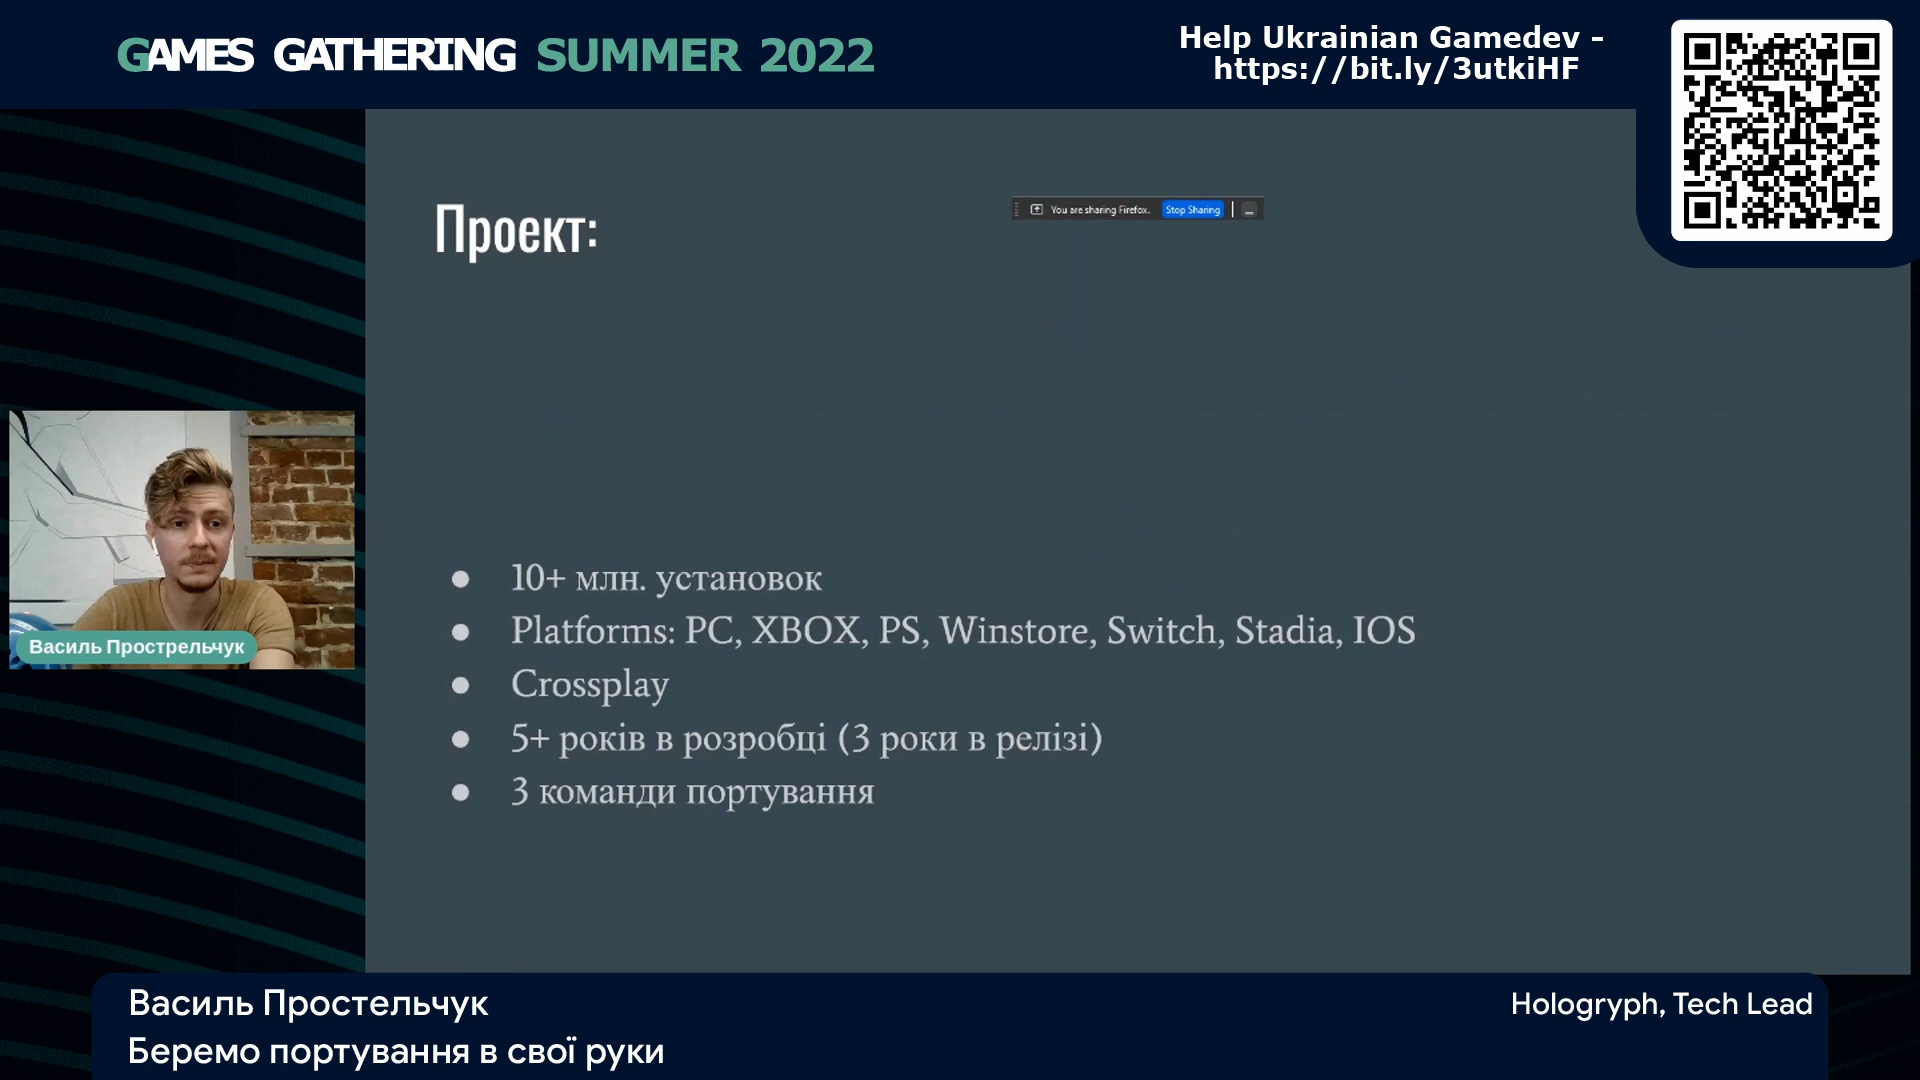 GAMES GATHERING SUMMER 2022
Help Ukrainian Gamedev -
https://bit.ly/3utkiHF
You are sharing Firefox. Stop Sharing
Проект:
● 10+ млн. установок
● Platforms: PC, XBOX, PS, Winstore, Switch, Stadia, IOS
● Crossplay
● 5+ років в розробці (3 роки в релізі)
● 3 команди портування
Василь Прострельчук
Василь Простельчук
Hologryph, Tech Lead
Беремо портування в свої руки